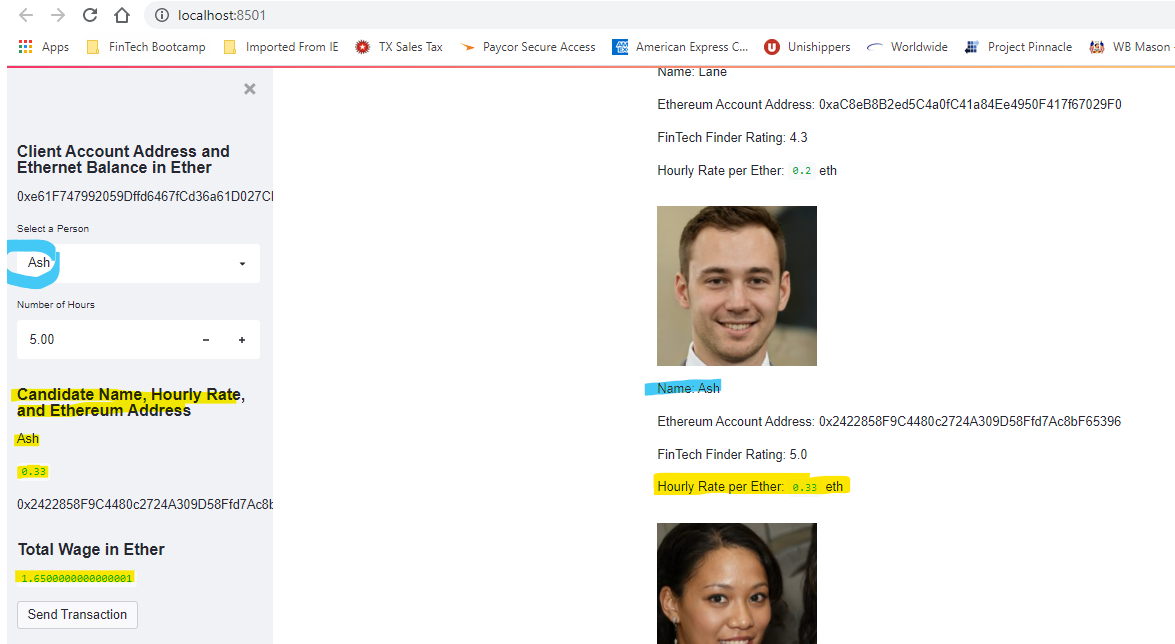 localhost:8501
Apps FinTech Bootcamp Imported From IE TX Sales Tax Paycor Secure Access AM EX American Express C... U Unishippers Worldwide Project Pinnacle WB Mason
Client Account Address and
Ethernet Balance in Ether
0xe61F747992059Dffd6467fCd36a61D027C
Select a Person
Ash
Number of Hours
5.00 - +
Candidate Name, Hourly Rate,
and Ethereum Address
Ash
0.33
0x2422858F9C4480c2724A309D58Ffd7Ac8
Total Wage in Ether
1.6500000000000001
Send Transaction
Name: Lane
Ethereum Account Address: 0xaC8eB8B2ed5C4a0fC41a84Ee4950F417f67029F0
FinTech Finder Rating: 4.3
Hourly Rate per Ether: 0.2 eth
Name: Ash
Ethereum Account Address: 0x2422858F9C4480c2724A309D58Ffd7Ac8bF65396
FinTech Finder Rating: 5.0
Hourly Rate per Ether: 0.33 eth